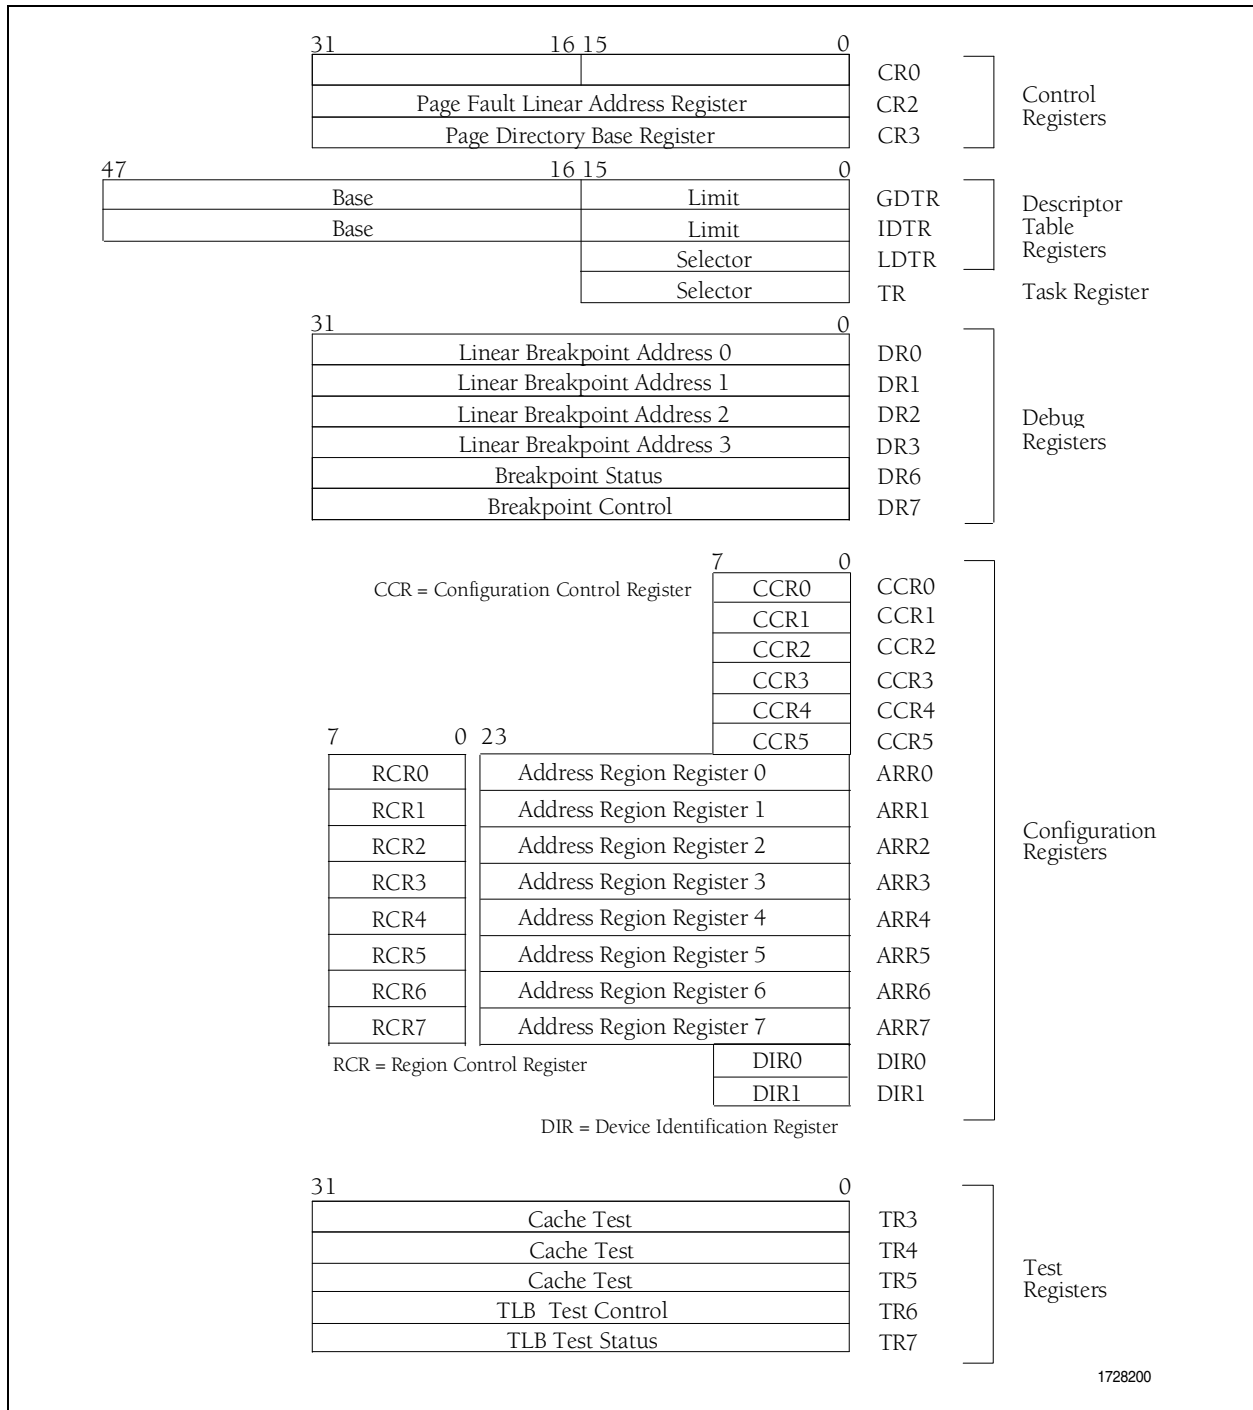 31 16 15 0
CR0
Page Fault Linear Address Register CR2
Page Directory Base Register CR3
Control
Registers
47 16 15 0
Base Limit GDTR
Base Limit IDTR
Selector LDTR
Descriptor
Table
Registers
Selector TR Task Register
31 0
Linear Breakpoint Address 0 DR0
Linear Breakpoint Address 1 DR1
Linear Breakpoint Address 2 DR2
Linear Breakpoint Address 3 DR3
Breakpoint Status DR6
Breakpoint Control DR7
Debug
Registers
7 0
CCR = Configuration Control Register CCR0 CCR0
CCR1 CCR1
CCR2 CCR2
CCR3 CCR3
CCR4 CCR4
CCR5 CCR5
7 0 23
RCR0 Address Region Register 0 ARR0
RCR1 Address Region Register 1 ARR1
RCR2 Address Region Register 2 ARR2
RCR3 Address Region Register 3 ARR3
RCR4 Address Region Register 4 ARR4
RCR5 Address Region Register 5 ARR5
RCR6 Address Region Register 6 ARR6
RCR7 Address Region Register 7 ARR7
Configuration
Registers
RCR = Region Control Register DIR0 DIR0
DIR1 DIR1
DIR = Device Identification Register
31 0
Cache Test TR3
Cache Test TR4
Cache Test TR5
TLB Test Control TR6
TLB Test Status TR7
Test
Registers
1728200